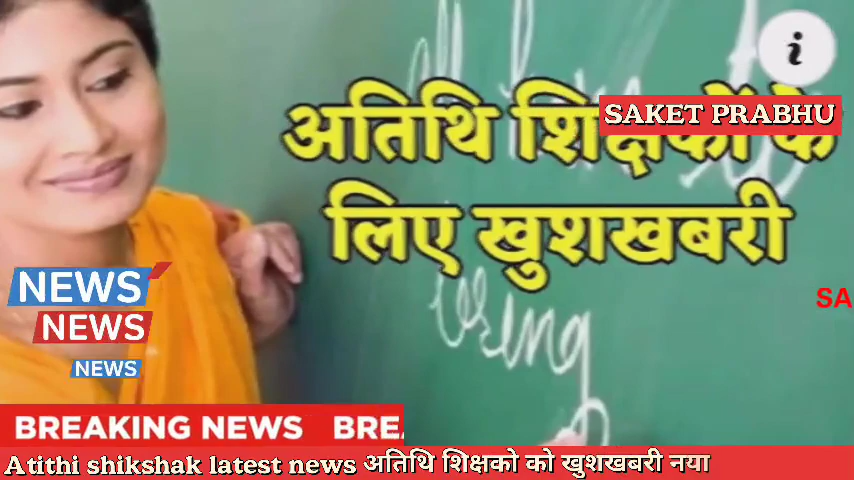 i
SAKET PRABHU
अतिथि शिक्षकों के
लिए खुशखबरी
NEWS
NEWS
NEWS
SA
BREAKING NEWS BREA
Atithi shikshak latest news अतिथि शिक्षको को खुशखबरी नया